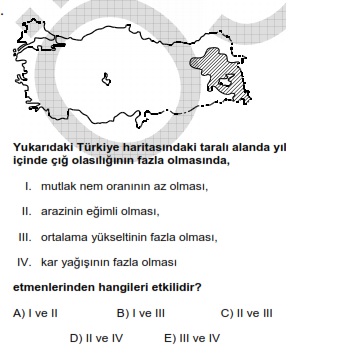 Yukarıdaki Türkiye haritasındaki taralı alanda yıl
içinde çığ olasılığının fazla olmasında,
I. mutlak nem oranının az olması,
II. arazinin eğimli olması,
III. ortalama yükseltinin fazla olması,
IV. kar yağışının fazla olması
etmenlerinden hangileri etkilidir?
A) I ve II B) I ve III C) II ve III
D) II ve IV E) III ve IV